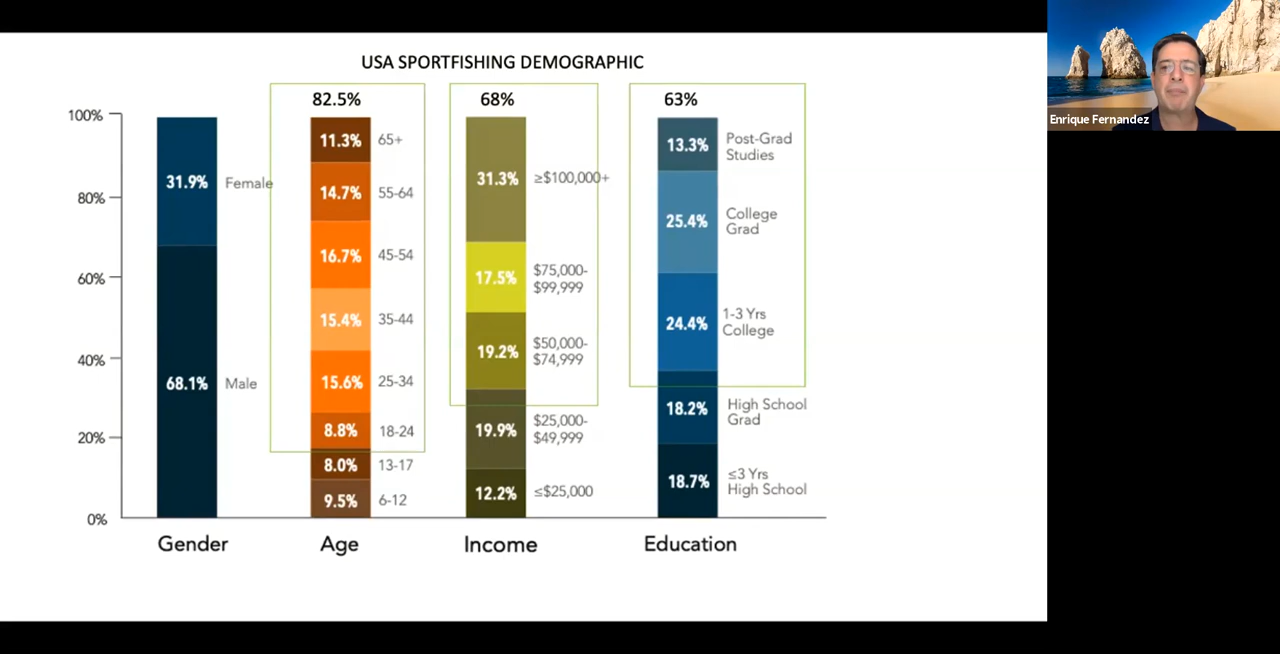 USA SPORTFISHING DEMOGRAPHIC
Enrique Fernandez
100%
80%
60%
40%
20%
0%
31.9% Female
68.1% Male
Gender
82.5%
11.3% 65+
14.7% 55-64
16.7% 45-54
15.4% 35-44
15.6% 25-34
8.8% 18-24
8.0% 13-17
9.5% 6-12
Age
68%
31.3% ≥$100,000+
17.5% $75,000-
$99,999
19.2% $50,000-
$74,999
19.9% $25,000-
$49,999
12.2% ≤$25,000
Income
63%
13.3% Post-Grad
Studies
25.4% College
Grad
24.4% 1-3 Yrs
College
18.2% High School
Grad
18.7% ≤3 Yrs
High School
Education